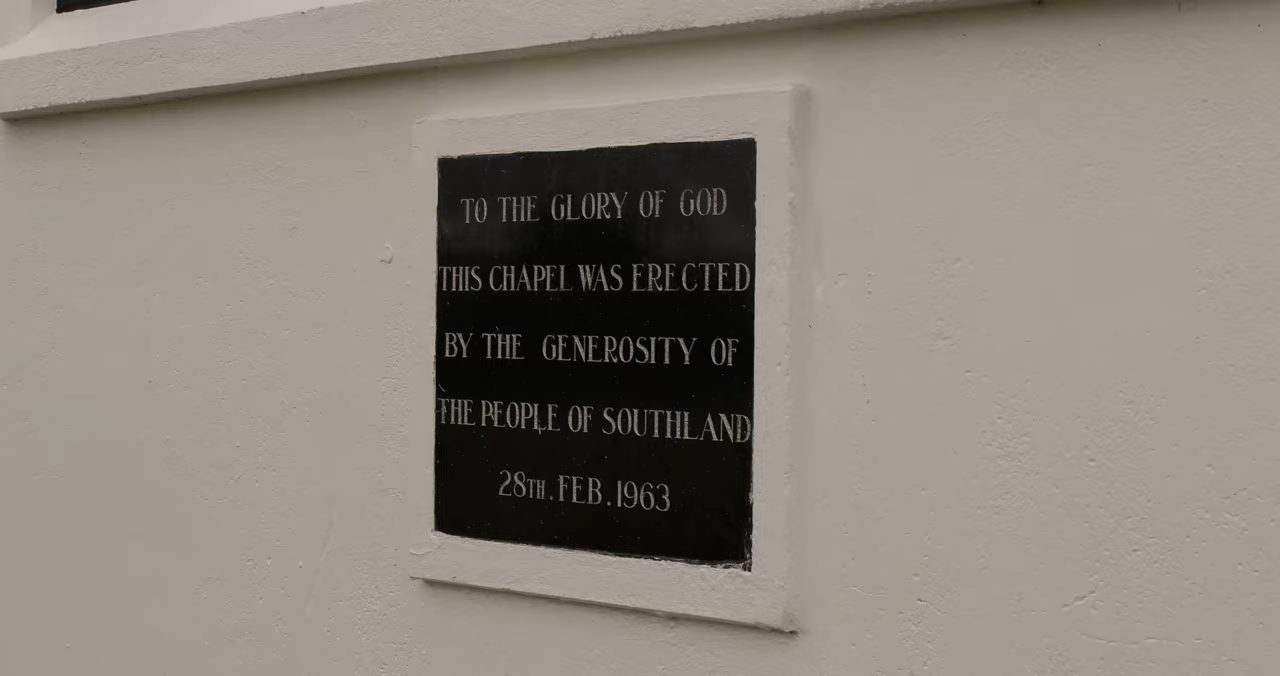 TO THE GLORY OF GOD
THIS CHAPEL WAS ERECTED
BY THE GENEROSITY OF
THE PEOPLE OF SOUTHLAND
28TH. FEB. 1963